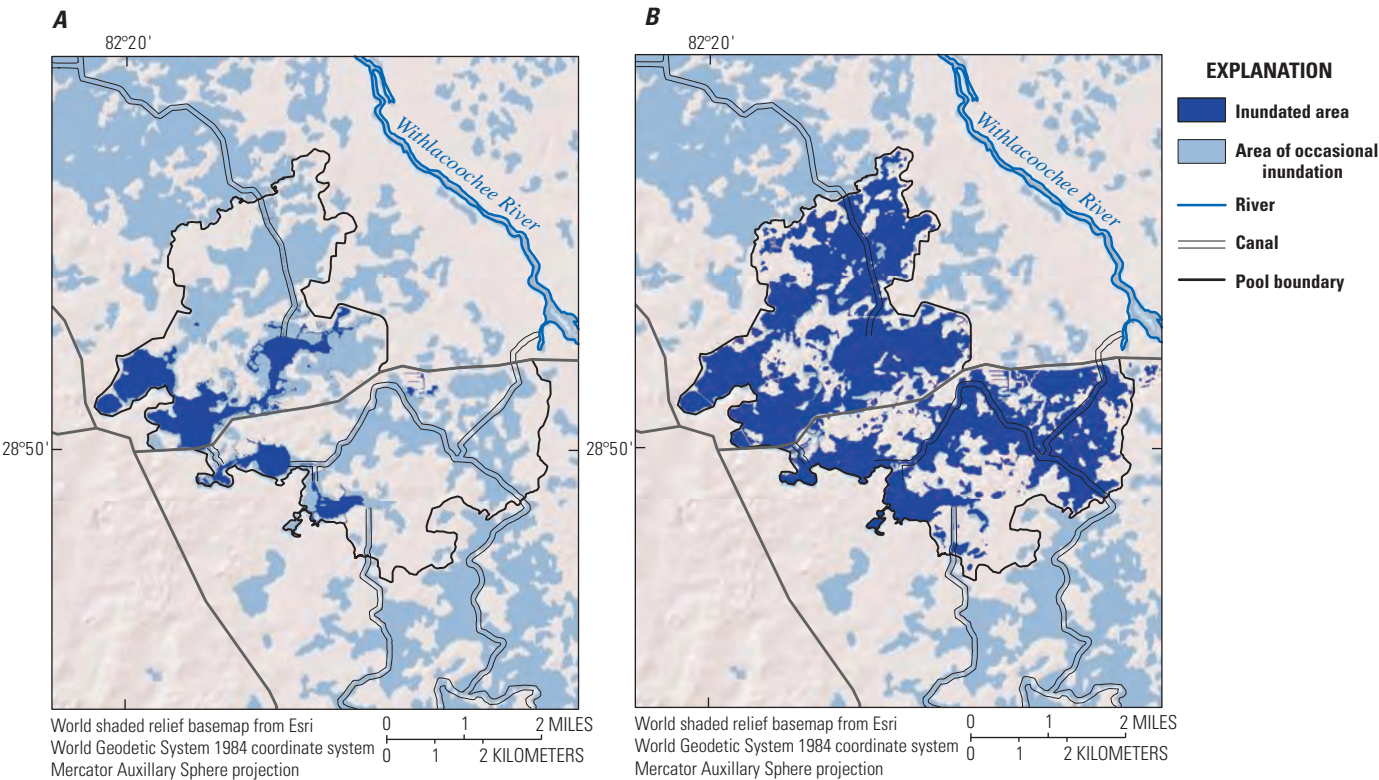 A
B
82°20'
82°20'
Withlacoochee River
Withlacoochee River
28°50'
28°50'
EXPLANATION
Inundated area
Area of occasional
inundation
River
Canal
Pool boundary
World shaded relief basemap from Esri
World Geodetic System 1984 coordinate system
Mercator Auxillary Sphere projection
0 1 2 MILES
0 1 2 KILOMETERS
World shaded relief basemap from Esri
World Geodetic System 1984 coordinate system
Mercator Auxillary Sphere projection
0 1 2 MILES
0 1 2 KILOMETERS